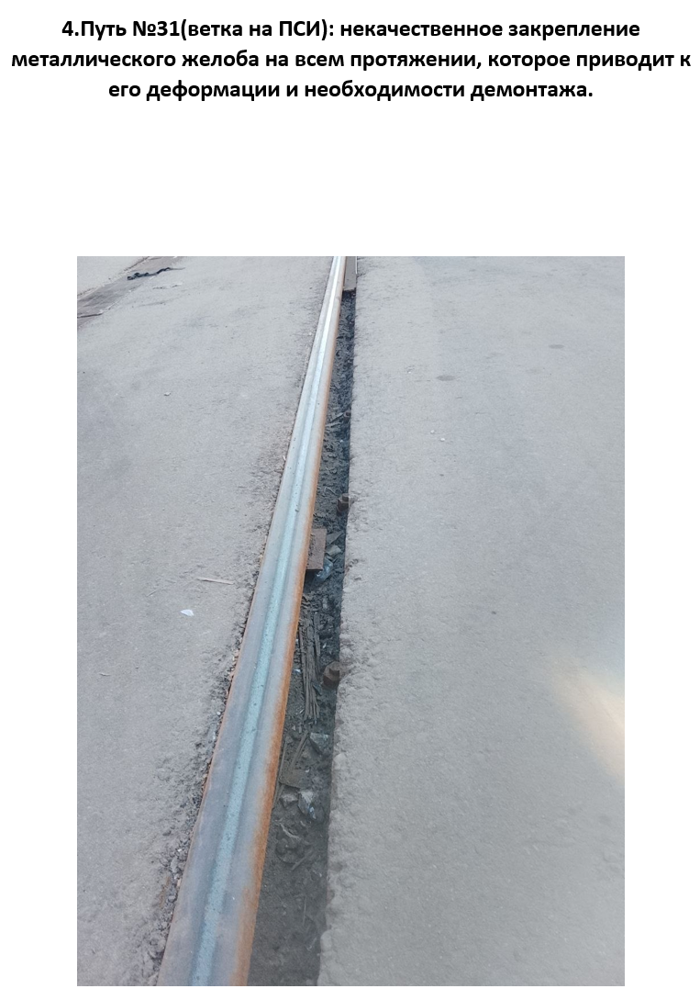 4.Путь №31(ветка на ПСИ): некачественное закрепление
металлического желоба на всем протяжении, которое приводит к
его деформации и необходимости демонтажа.